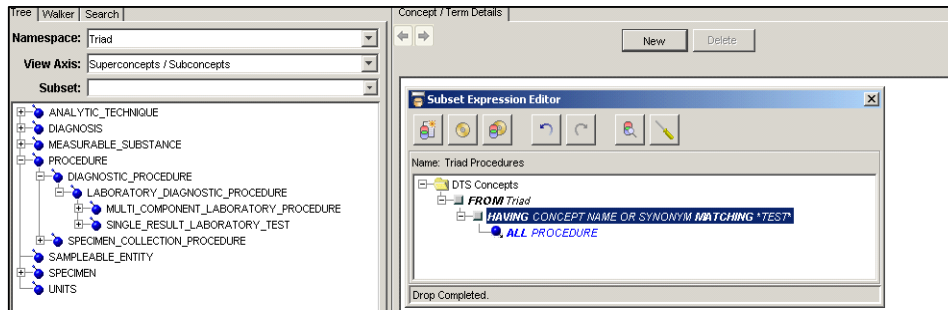 Tree Walker Search
Namespace: Triad
View Axis: Superconcepts / Subconcepts
Subset:
ANALYTIC_TECHNIQUE
DIAGNOSIS
MEASURABLE_SUBSTANCE
PROCEDURE
DIAGNOSTIC_PROCEDURE
LABORATORY_DIAGNOSTIC_PROCEDURE
MULTI_COMPONENT_LABORATORY_PROCEDURE
SINGLE_RESULT_LABORATORY_TEST
SPECIMEN_COLLECTION_PROCEDURE
SAMPLEABLE_ENTITY
SPECIMEN
UNITS
Concept / Term Details
New Delete
Subset Expression Editor
Name: Triad Procedures
DTS Concepts
FROM Triad
HAVING CONCEPT NAME OR SYNONYM MATCHING *TEST*
ALL PROCEDURE
Drop Completed.